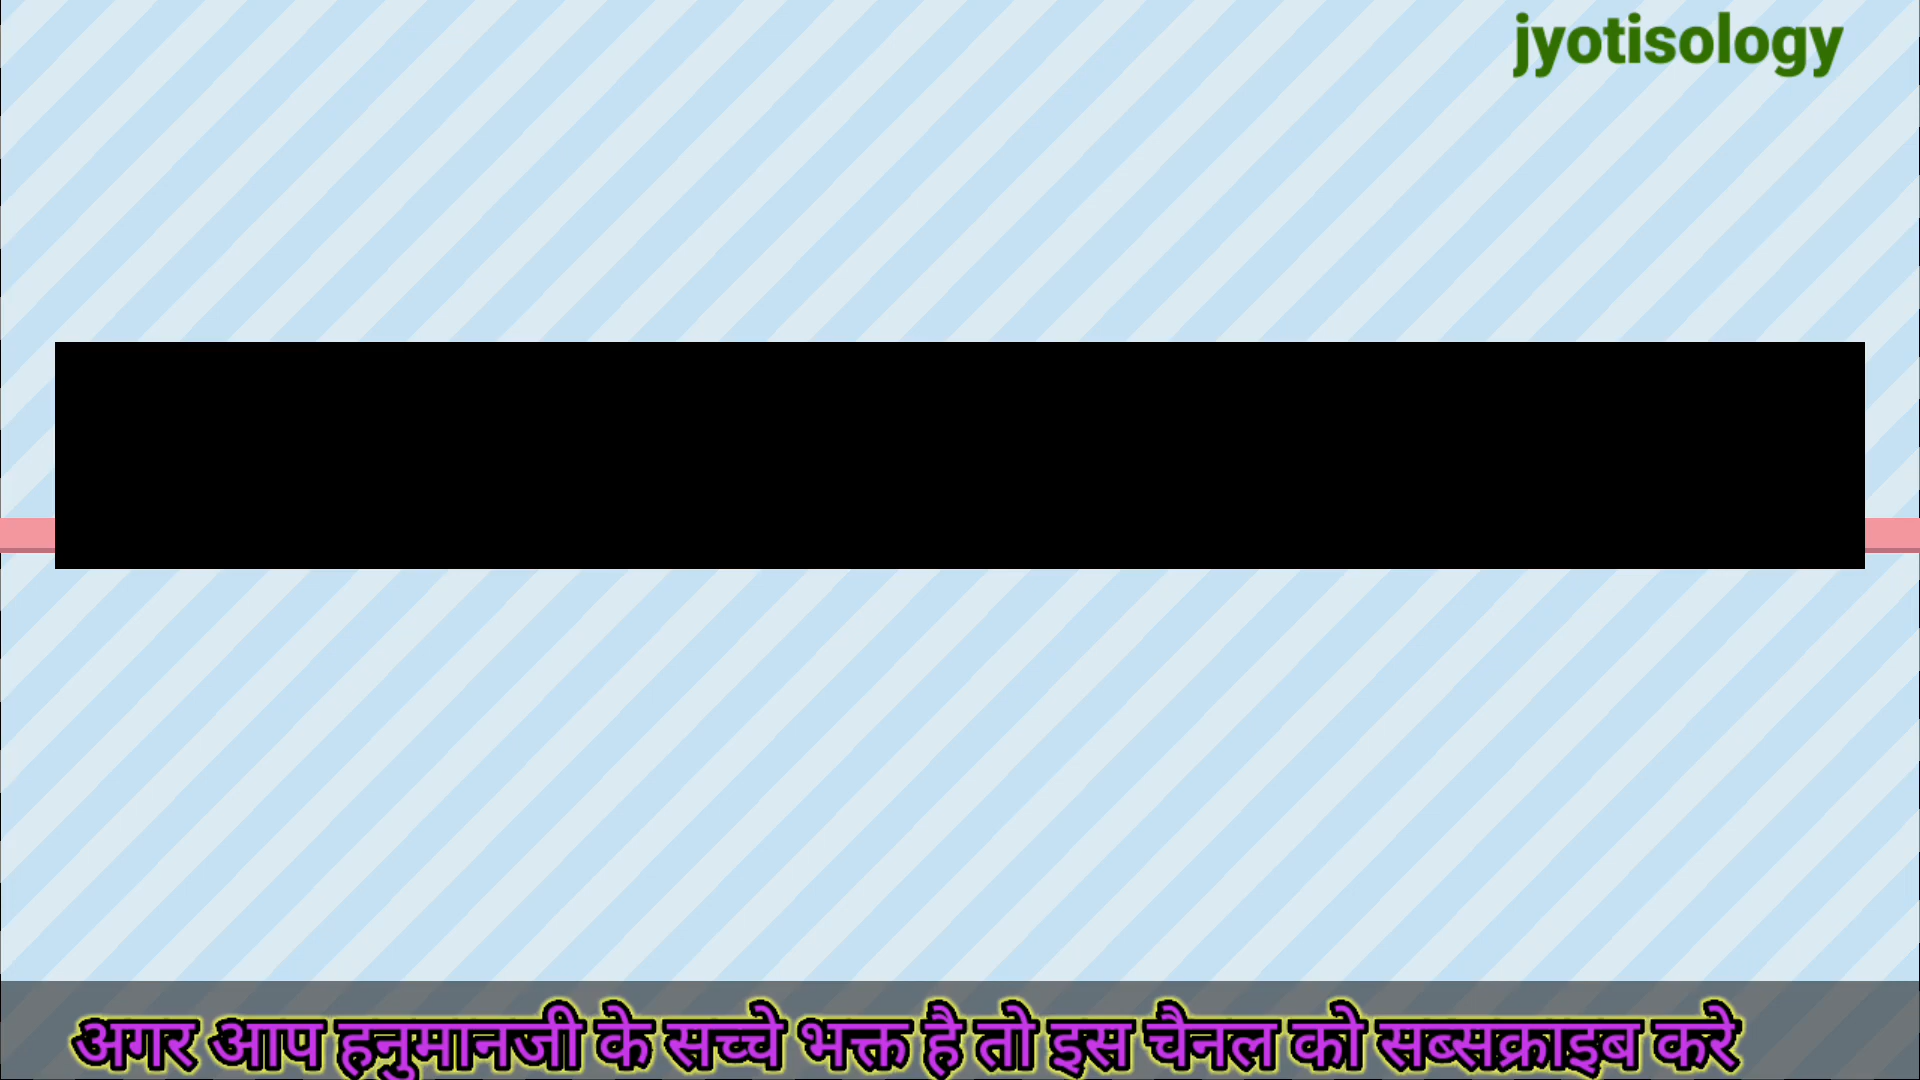 jyotisology
अगर आप हनुमानजी के सच्चे भक्त है तो इस चैनल को सब्सक्राइब करे